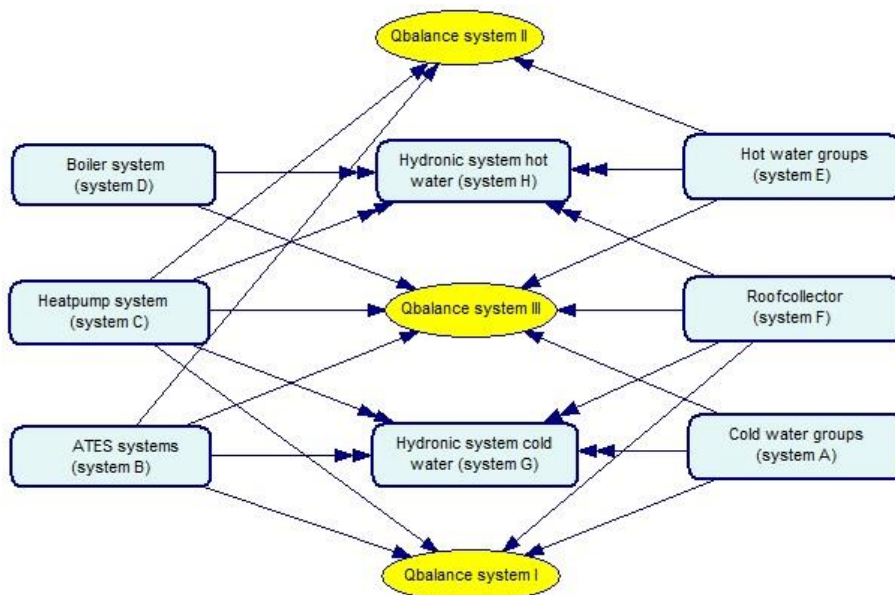 Qbalance system II
Boiler system
(system D)
Hydronic system hot
water (system H)
Hot water groups
(system E)
Heatpump system
(system C)
Qbalance system III
Roofcollector
(system F)
ATES systems
(system B)
Hydronic system cold
water (system G)
Cold water groups
(system A)
Qbalance system I